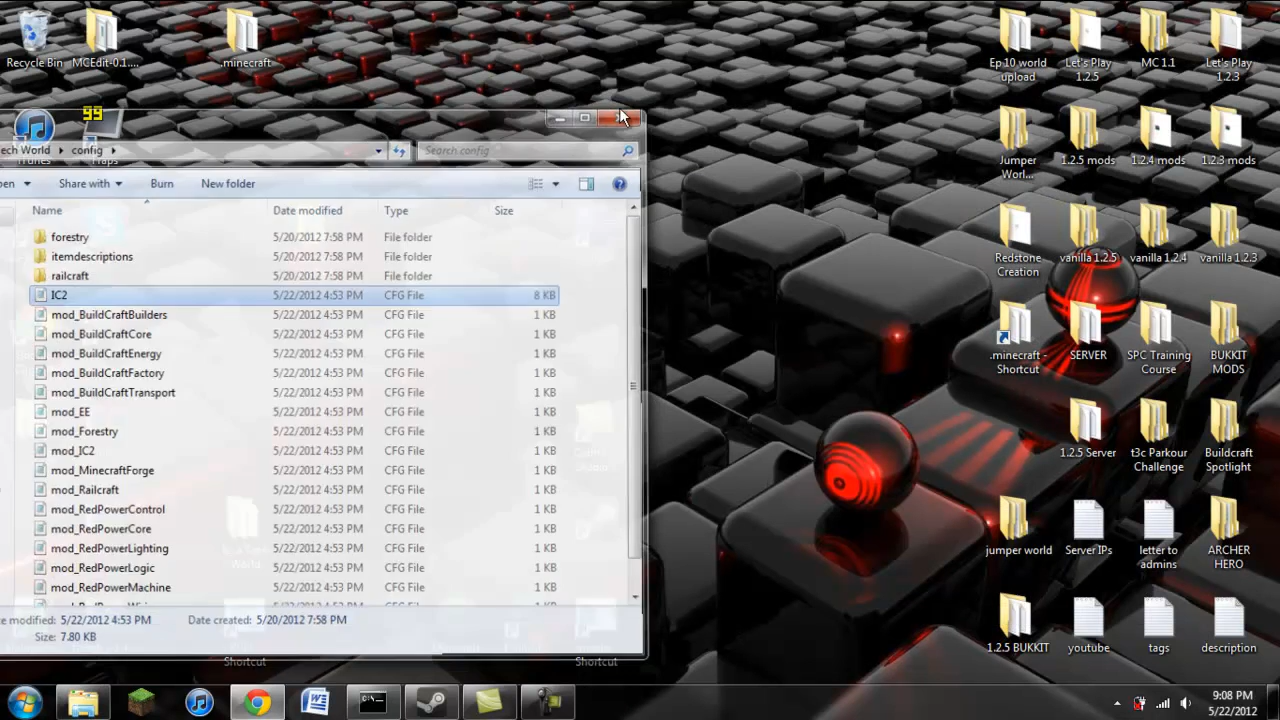 Recycle Bin
MCEdit-0.1....
.minecraft
Ep 10 world
upload
Let's Play
1.2.5
MC 1.1
Let's Play
1.2.3
99
iTunes
Fraps
Jumper
Worl...
1.2.5 mods
1.2.4 mods
1.2.3 mods
ech World
config
Search config
pen
Share with
Burn
New folder
Name
Date modified
Type
Size
forestry
5/20/2012 7:58 PM
File folder
itemdescriptions
5/20/2012 7:58 PM
File folder
railcraft
5/20/2012 7:58 PM
File folder
IC2
5/22/2012 4:53 PM
CFG File
8 KB
mod_BuildCraftBuilders
5/22/2012 4:53 PM
CFG File
1 KB
mod_BuildCraftCore
5/22/2012 4:53 PM
CFG File
1 KB
mod_BuildCraftEnergy
5/22/2012 4:53 PM
CFG File
1 KB
mod_BuildCraftFactory
5/22/2012 4:53 PM
CFG File
1 KB
mod_BuildCraftTransport
5/22/2012 4:53 PM
CFG File
1 KB
mod_EE
5/22/2012 4:53 PM
CFG File
1 KB
mod_Forestry
5/22/2012 4:53 PM
CFG File
1 KB
mod_IC2
5/22/2012 4:53 PM
CFG File
1 KB
mod_MinecraftForge
5/22/2012 4:53 PM
CFG File
1 KB
mod_Railcraft
5/22/2012 4:53 PM
CFG File
1 KB
mod_RedPowerControl
5/22/2012 4:53 PM
CFG File
1 KB
mod_RedPowerCore
5/22/2012 4:53 PM
CFG File
1 KB
mod_RedPowerLighting
5/22/2012 4:53 PM
CFG File
1 KB
mod_RedPowerLogic
5/22/2012 4:53 PM
CFG File
1 KB
mod_RedPowerMachine
5/22/2012 4:53 PM
CFG File
1 KB
te modified: 5/22/2012 4:53 PM
Date created: 5/20/2012 7:58 PM
Size: 7.80 KB
Shortcut
Shortcut
Redstone
Creation
vanilla 1.2.5
vanilla 1.2.4
vanilla 1.2.3
.minecraft -
Shortcut
SERVER
SPC Training
Course
BUKKIT
MODS
1.2.5 Server
t3c Parkour
Challenge
Buildcraft
Spotlight
jumper world
Server IPs
letter to
admins
ARCHER
HERO
1.2.5 BUKKIT
youtube
tags
description
C:\.
W
9:08 PM
5/22/2012